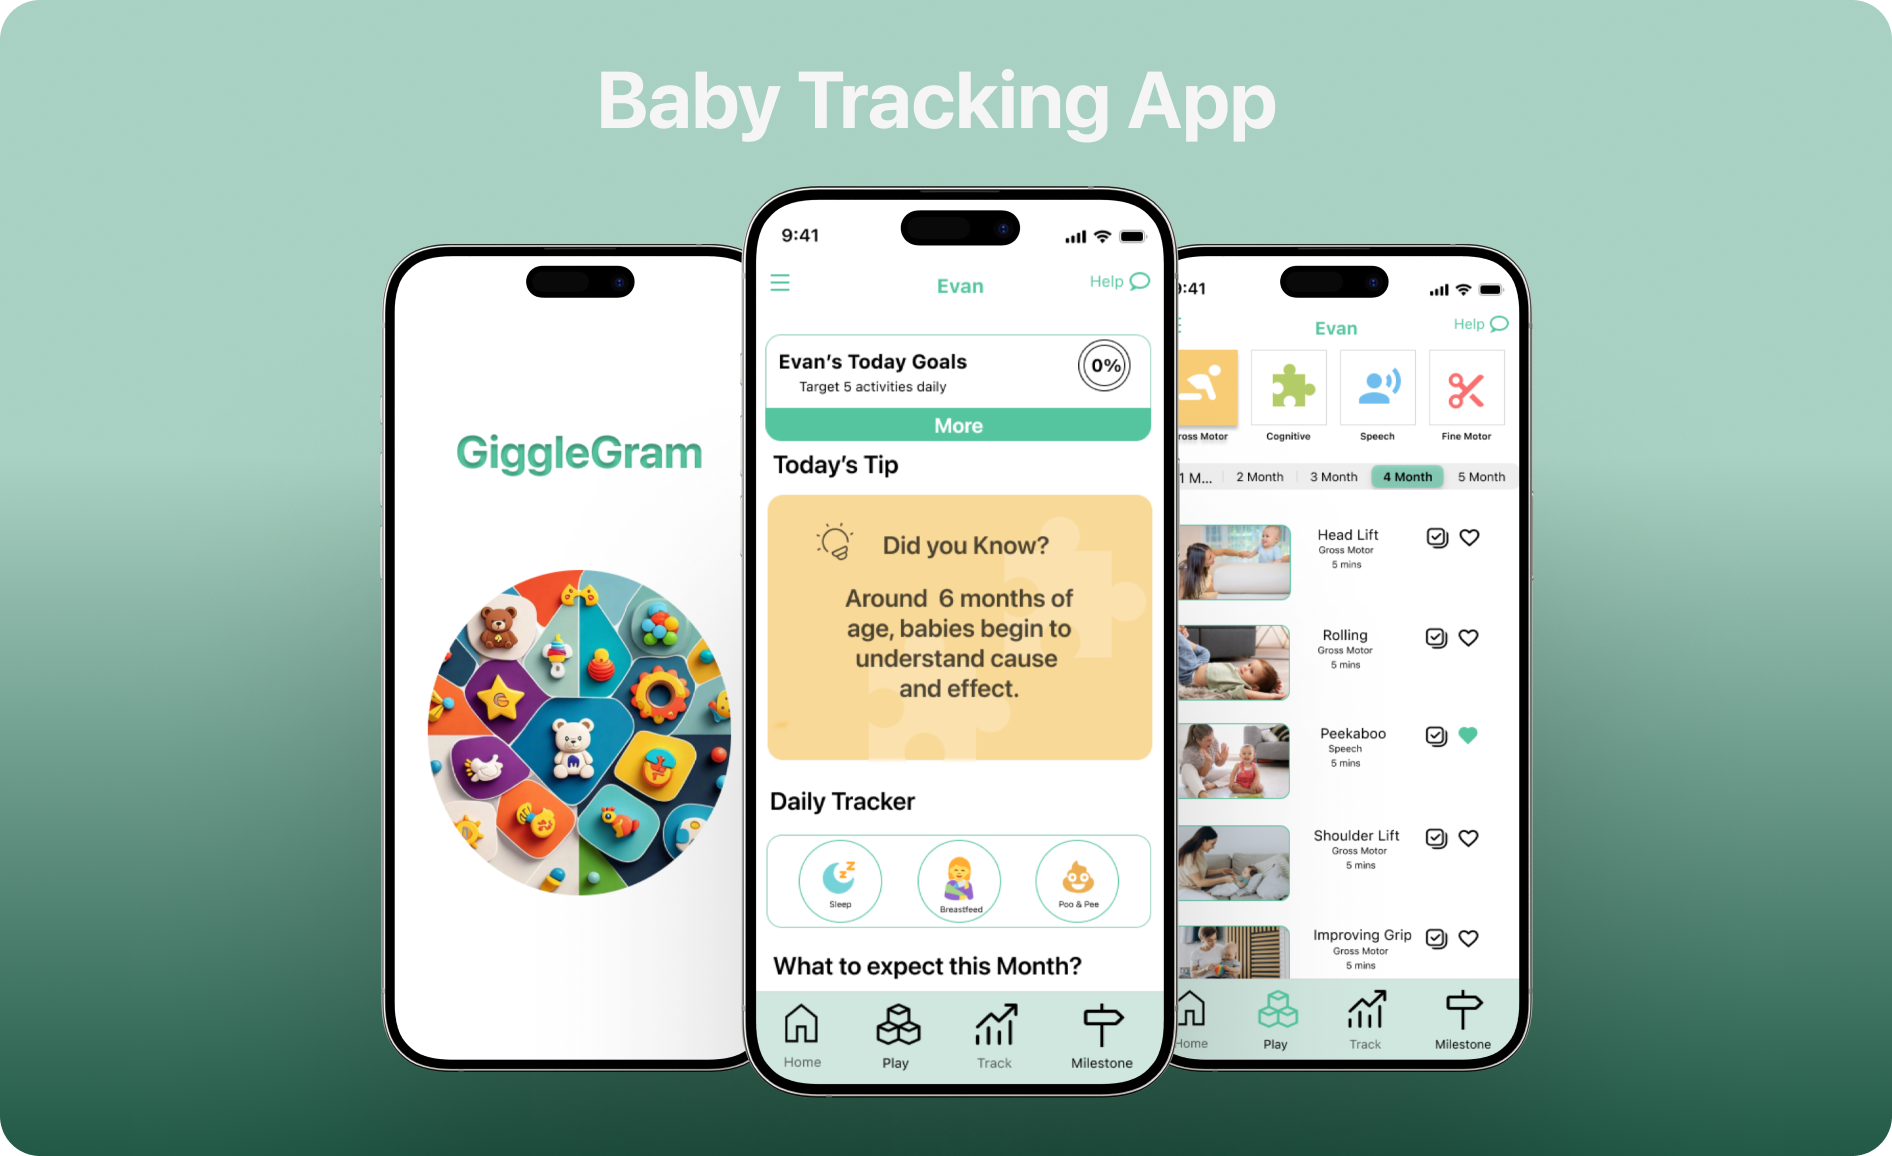 Baby Tracking App
GiggleGram
9:41
Evan
Help
Evan's Today Goals
Target 5 activities daily
0%
More
Today's Tip
Did you Know?
Around 6 months of
age, babies begin to
understand cause
and effect.
Daily Tracker
Sleep
Breastfeed
Poo & Pee
What to expect this Month?
Home
Play
Track
Milestone
9:41
Evan
Help
ross Motor
Cognitive
Speech
Fine Motor
1 M...
2 Month
3 Month
4 Month
5 Month
Head Lift
Gross Motor
5 mins
Rolling
Gross Motor
5 mins
Peekaboo
Speech
5 mins
Shoulder Lift
Gross Motor
5 mins
Improving Grip
Gross Motor
5 mins
Home
Play
Track
Milestone